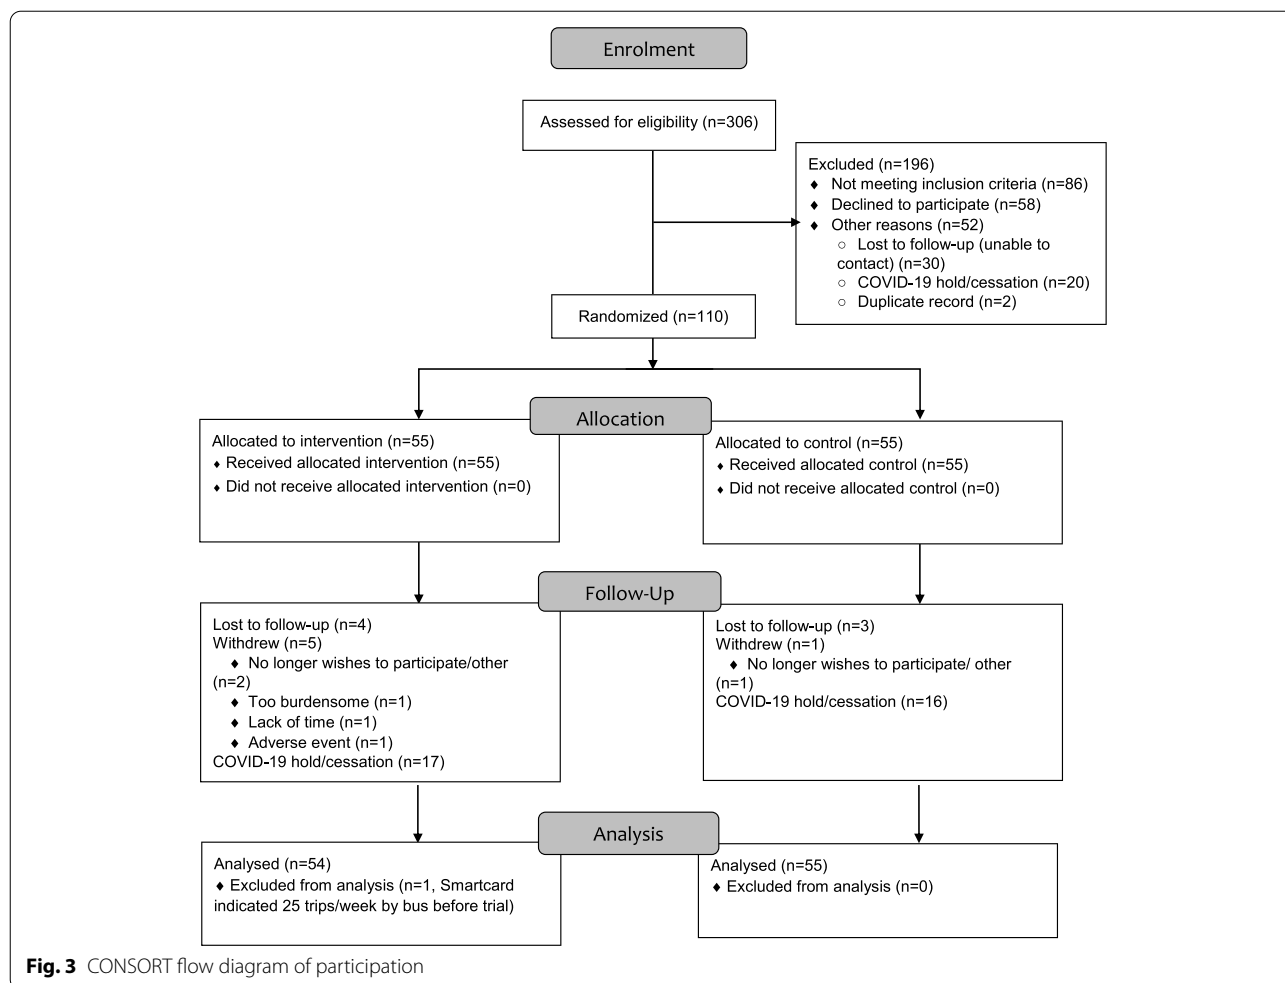 Enrolment
Assessed for eligibility (n=306)
Excluded (n=196)
♦ Not meeting inclusion criteria (n=86)
♦ Declined to participate (n=58)
♦ Other reasons (n=52)
○ Lost to follow-up (unable to
contact) (n=30)
○ COVID-19 hold/cessation (n=20)
○ Duplicate record (n=2)
Randomized (n=110)
Allocation
Allocated to intervention (n=55)
♦ Received allocated intervention (n=55)
♦ Did not receive allocated intervention (n=0)
Allocated to control (n=55)
♦ Received allocated control (n=55)
♦ Did not receive allocated control (n=0)
Follow-Up
Lost to follow-up (n=4)
Withdrew (n=5)
♦ No longer wishes to participate/other
(n=2)
♦ Too burdensome (n=1)
♦ Lack of time (n=1)
♦ Adverse event (n=1)
COVID-19 hold/cessation (n=17)
Lost to follow-up (n=3)
Withdrew (n=1)
♦ No longer wishes to participate/ other
(n=1)
COVID-19 hold/cessation (n=16)
Analysis
Analysed (n=54)
♦ Excluded from analysis (n=1, Smartcard
indicated 25 trips/week by bus before trial)
Analysed (n=55)
♦ Excluded from analysis (n=0)
Fig. 3 CONSORT flow diagram of participation